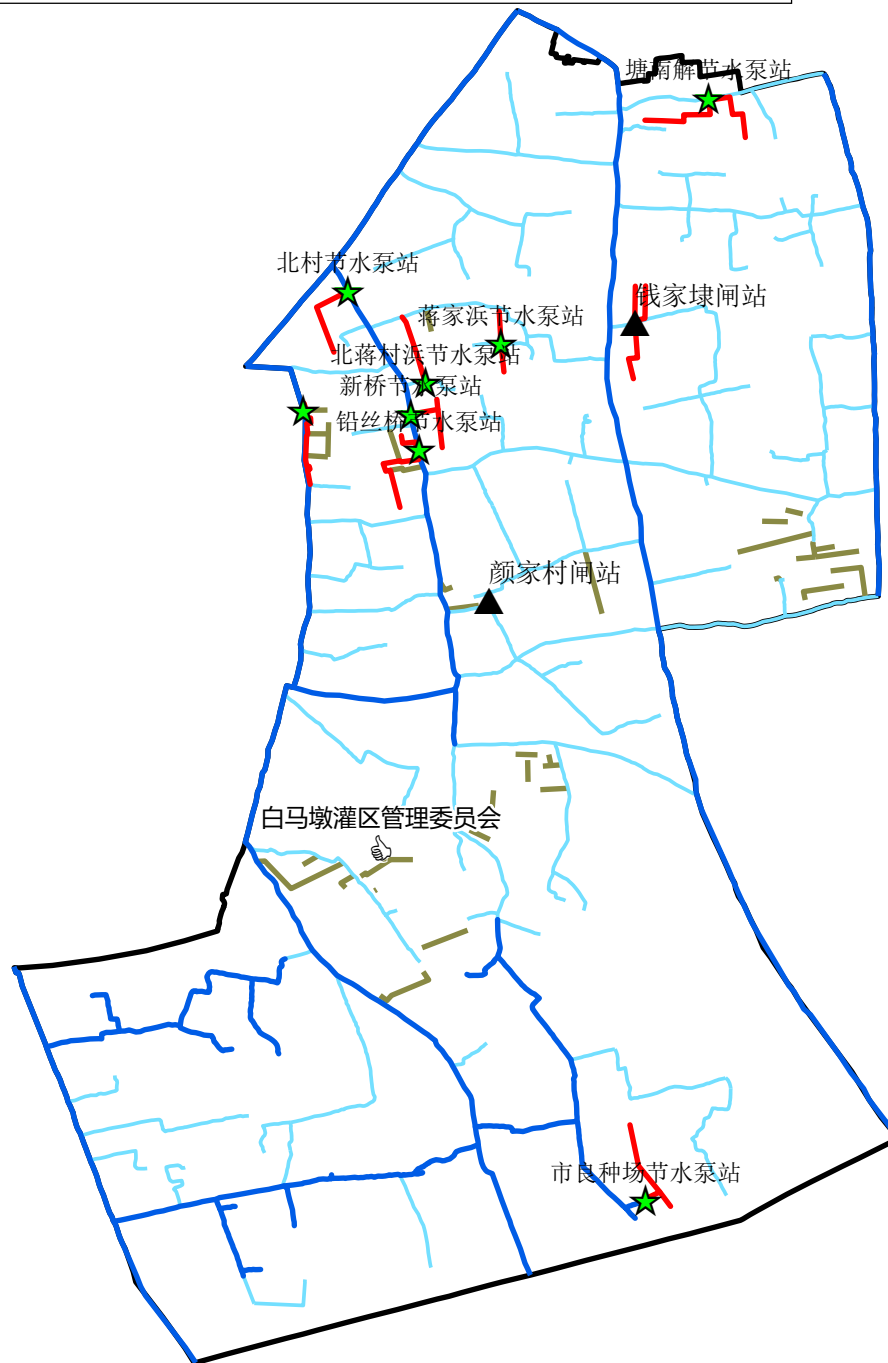 塘南解节水泵站
北村节水泵站
钱家埭闸站
蒋家浜节水泵站
北蒋村浜节水泵站
新桥节水泵站
铅丝桥节水泵站
颜家村闸站
白马墩灌区管理委员会
市良种场节水泵站